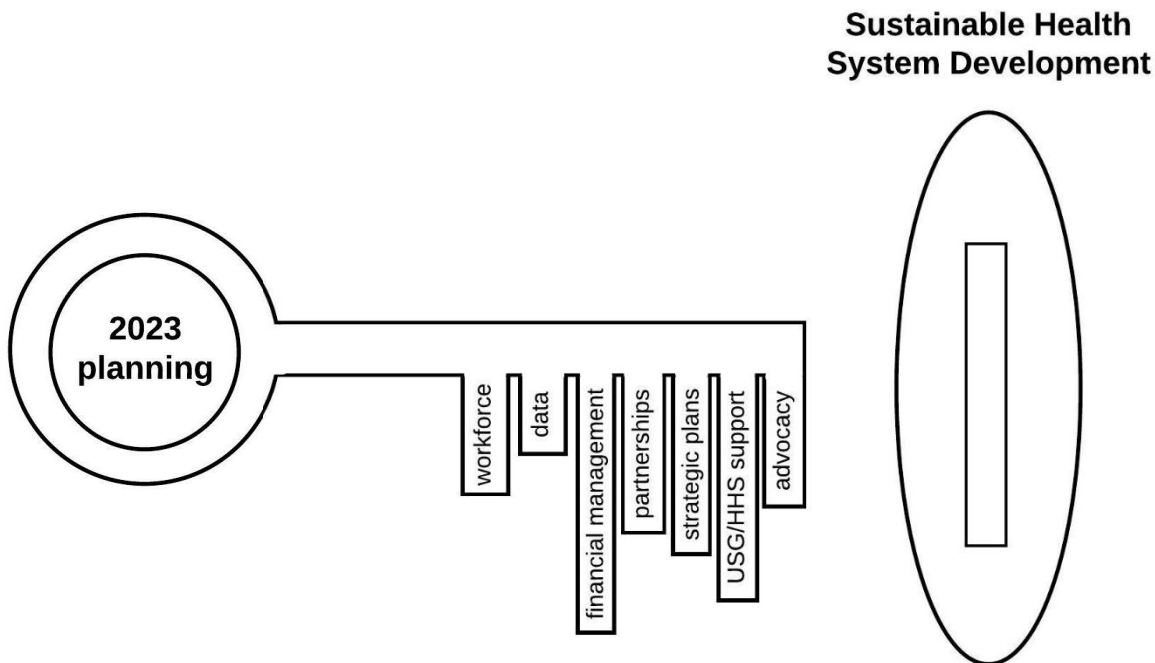 Sustainable Health
System Development
2023
planning
workforce
data
financial management
partnerships
strategic plans
USG/HHS support
advocacy